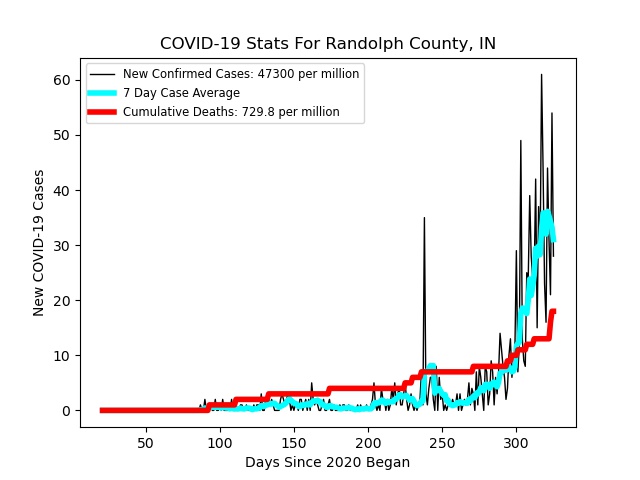 COVID-19 Stats For Randolph County, IN
New Confirmed Cases: 47300 per million
7 Day Case Average
Cumulative Deaths: 729.8 per million
New COVID-19 Cases
60
50
40
30
20
10
0
50 100 150 200 250 300
Days Since 2020 Began